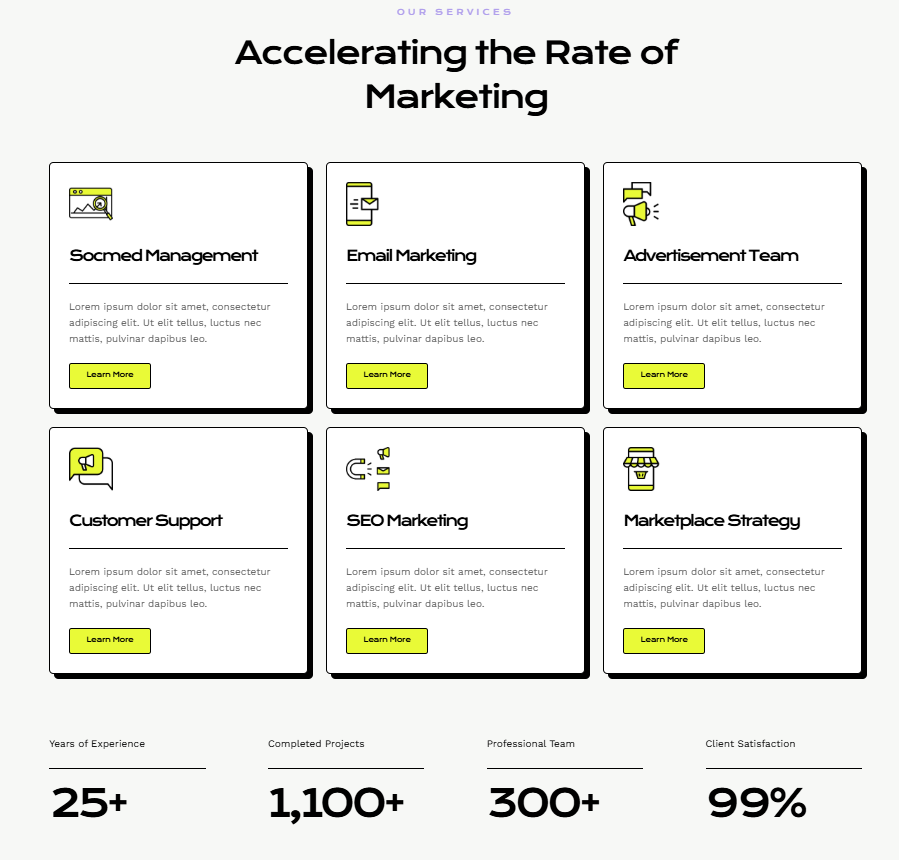 OUR SERVICES
Accelerating the Rate of
Marketing
Socmed Management
Lorem ipsum dolor sit amet, consectetur
adipiscing elit. Ut elit tellus, luctus nec
mattis, pulvinar dapibus leo.
Learn More
Email Marketing
Lorem ipsum dolor sit amet, consectetur
adipiscing elit. Ut elit tellus, luctus nec
mattis, pulvinar dapibus leo.
Learn More
Advertisement Team
Lorem ipsum dolor sit amet, consectetur
adipiscing elit. Ut elit tellus, luctus nec
mattis, pulvinar dapibus leo.
Learn More
Customer Support
Lorem ipsum dolor sit amet, consectetur
adipiscing elit. Ut elit tellus, luctus nec
mattis, pulvinar dapibus leo.
Learn More
SEO Marketing
Lorem ipsum dolor sit amet, consectetur
adipiscing elit. Ut elit tellus, luctus nec
mattis, pulvinar dapibus leo.
Learn More
Marketplace Strategy
Lorem ipsum dolor sit amet, consectetur
adipiscing elit. Ut elit tellus, luctus nec
mattis, pulvinar dapibus leo.
Learn More
Years of Experience
25+
Completed Projects
1,100+
Professional Team
300+
Client Satisfaction
99%